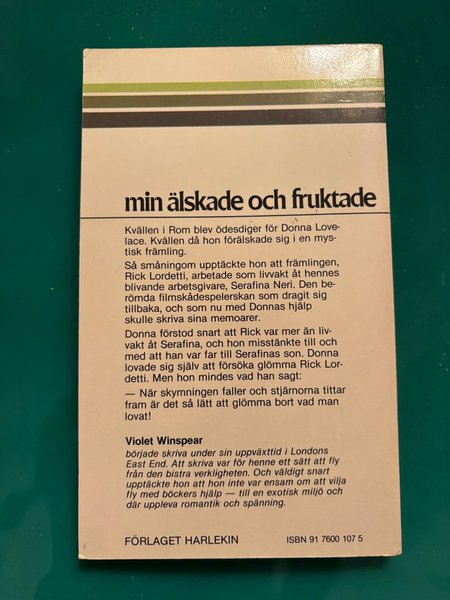 min älskade och fruktade
Kvällen i Rom blev ödesdiger för Donna Love-
lace. Kvällen då hon förälskade sig i en mys-
tisk främling.
Så småningom upptäckte hon att främlingen,
Rick Lordetti, arbetade som livvakt åt hennes
blivande arbetsgivare, Serafina Neri. Den be-
römda filmskådespelerskan som dragit sig
tillbaka, och som nu med Donnas hjälp
skulle skriva sina memoarer.
Donna förstod snart att Rick var mer än liv-
vakt åt Serafina, och hon misstänkte till och
med att han var far till Serafinas son. Donna
lovade sig själv att försöka glömma Rick Lor-
detti. Men hon mindes vad han sagt:
— När skymningen faller och stjärnorna tittar
fram är det så lätt att glömma bort vad man
lovat!
Violet Winspear
började skriva under sin uppväxttid i Londons
East End. Att skriva var för henne ett sätt att fly
från den bistra verkligheten. Och väldigt snart
upptäckte hon att hon inte var ensam om att vilja
fly med böckers hjälp — till en exotisk miljö och
där uppleva romantik och spänning.
FÖRLAGET HARLEKIN ISBN 91 7600 107 5